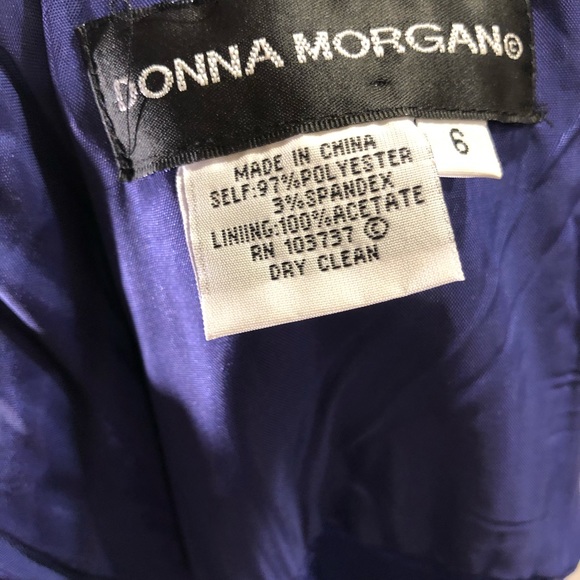 DONNA MORGAN©
6
MADE IN CHINA
SELF:97%POLYESTER
3%SPANDEX
LINIING:100%ACETATE
RN 103737 ©
DRY CLEAN